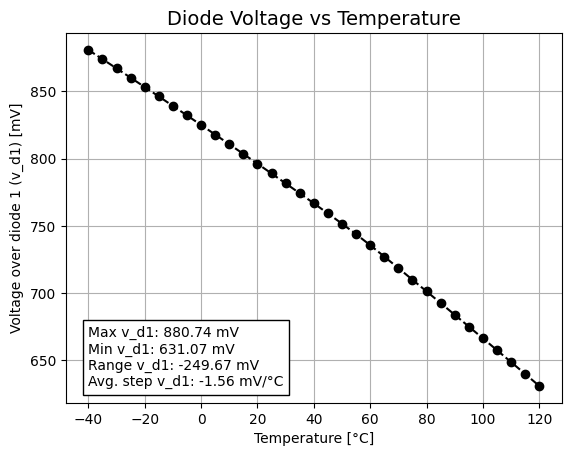 Diode Voltage vs Temperature
Voltage over diode 1 (v_d1) [mV]
850
800
750
700
650
Max v_d1: 880.74 mV
Min v_d1: 631.07 mV
Range v_d1: -249.67 mV
Avg. step v_d1: -1.56 mV/°C
−40
−20
0
20
40
60
80
100
120
Temperature [°C]